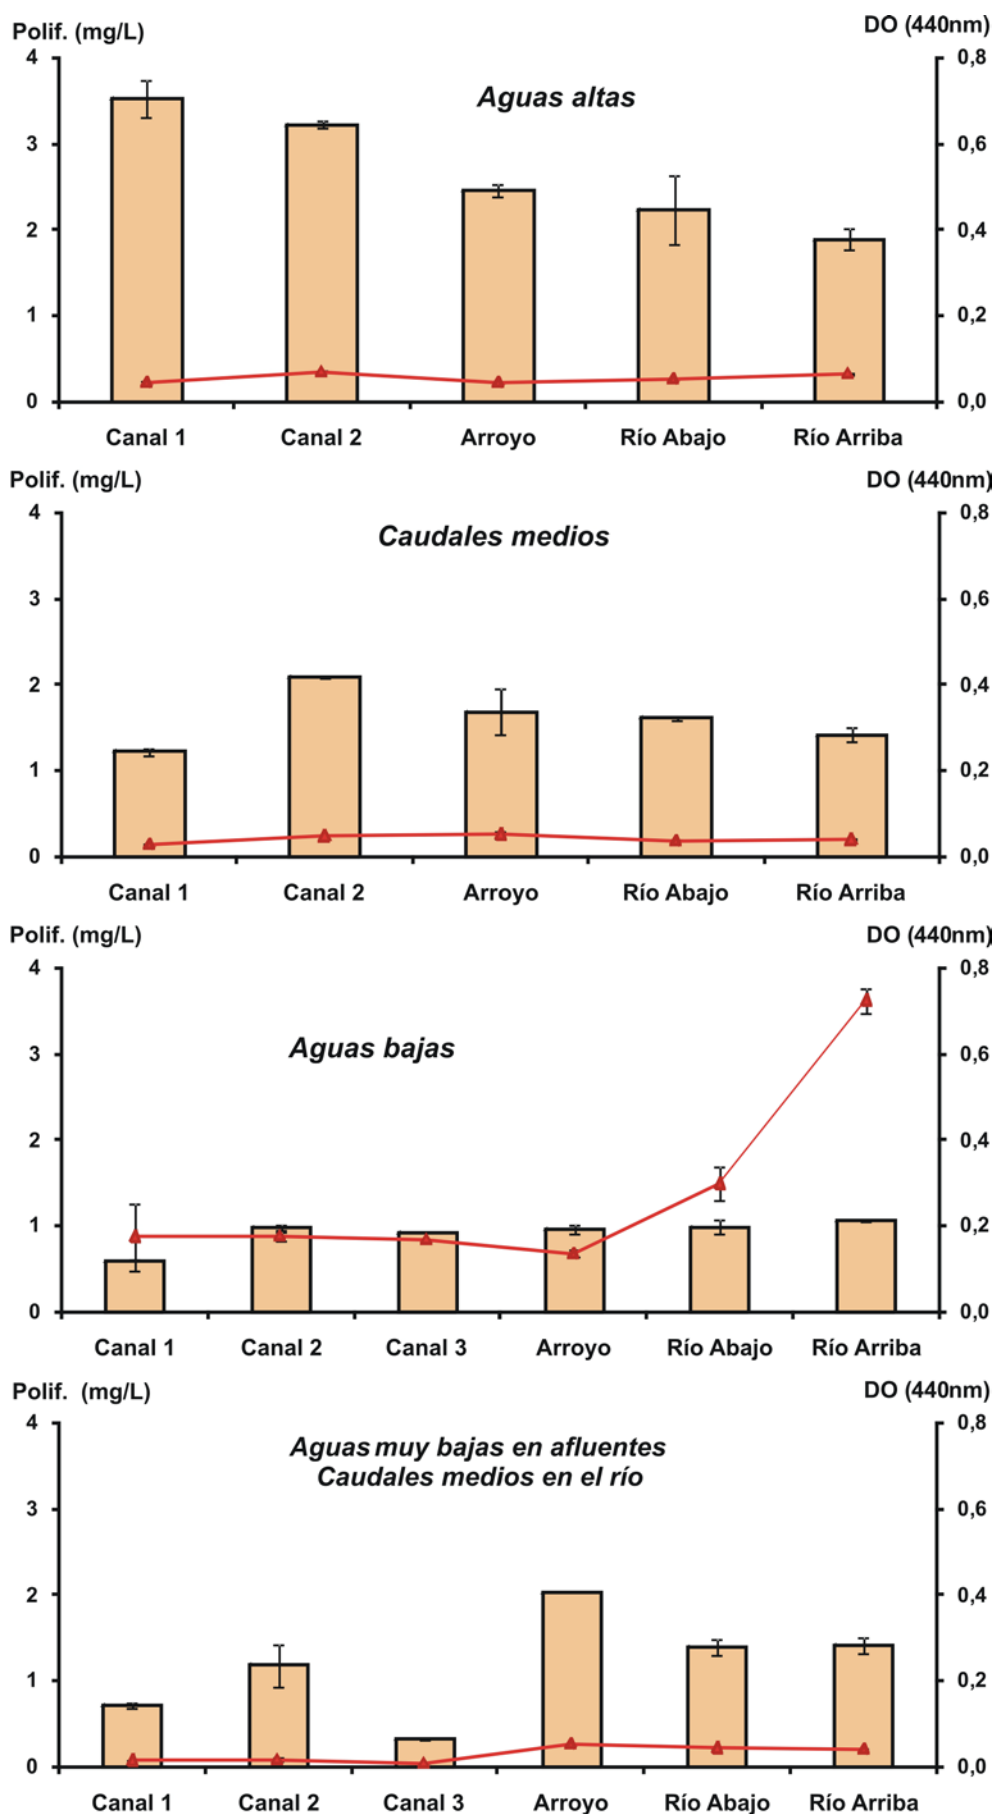 Polif. (mg/L) DO (440nm)
4 0,8
Aguas altas
3 0,6
2 0,4
1 0,2
0 0,0
Canal 1 Canal 2 Arroyo Río Abajo Río Arriba
Polif. (mg/L) DO (440nm)
4 0,8
Caudales medios
3 0,6
2 0,4
1 0,2
0 0,0
Canal 1 Canal 2 Arroyo Río Abajo Río Arriba
Polif. (mg/L) DO (440nm)
4 0,8
Aguas bajas
3 0,6
2 0,4
1 0,2
0 0,0
Canal 1 Canal 2 Canal 3 Arroyo Río Abajo Río Arriba
Polif. (mg/L) DO (440nm)
4 0,8
Aguas muy bajas en afluentes
Caudales medios en el río
3 0,6
2 0,4
1 0,2
0 0,0
Canal 1 Canal 2 Canal 3 Arroyo Río Abajo Río Arriba